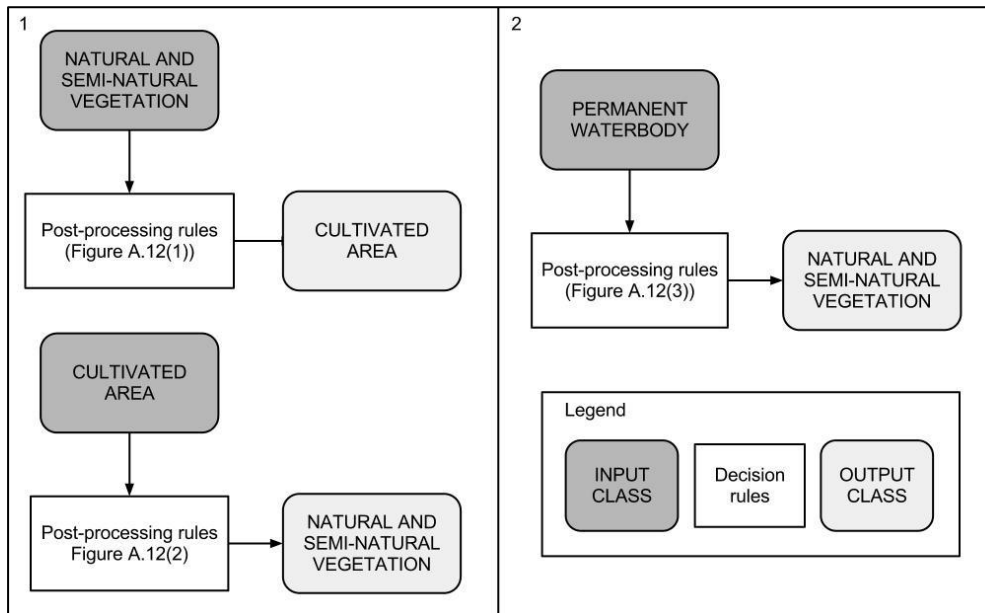 1
NATURAL AND
SEMI-NATURAL
VEGETATION
Post-processing rules
(Figure A.12(1))
CULTIVATED
AREA
CULTIVATED
AREA
Post-processing rules
Figure A.12(2)
NATURAL AND
SEMI-NATURAL
VEGETATION
2
PERMANENT
WATERBODY
Post-processing rules
(Figure A.12(3))
NATURAL AND
SEMI-NATURAL
VEGETATION
Legend
INPUT
CLASS
Decision
rules
OUTPUT
CLASS